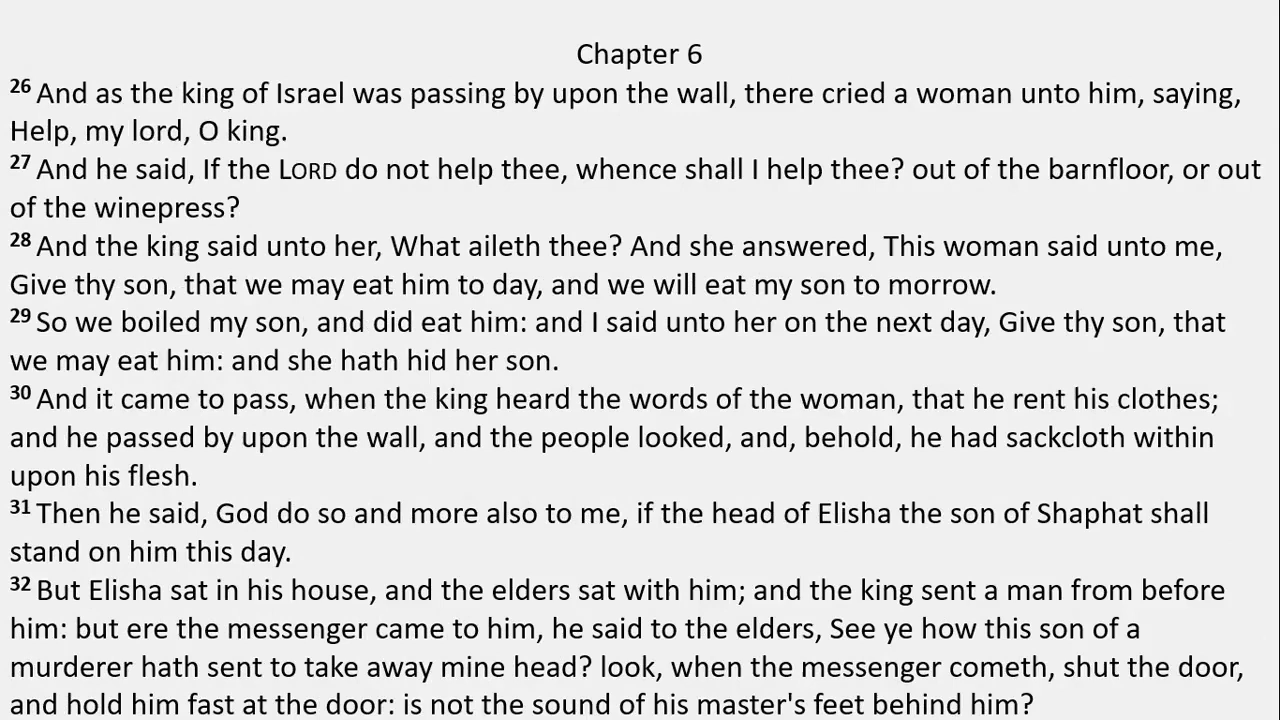 Chapter 6
26 And as the king of Israel was passing by upon the wall, there cried a woman unto him, saying,
Help, my lord, O king.
27 And he said, If the LORD do not help thee, whence shall I help thee? out of the barnfloor, or out
of the winepress?
28 And the king said unto her, What aileth thee? And she answered, This woman said unto me,
Give thy son, that we may eat him to day, and we will eat my son to morrow.
29 So we boiled my son, and did eat him: and I said unto her on the next day, Give thy son, that
we may eat him: and she hath hid her son.
30 And it came to pass, when the king heard the words of the woman, that he rent his clothes;
and he passed by upon the wall, and the people looked, and, behold, he had sackcloth within
upon his flesh.
31 Then he said, God do so and more also to me, if the head of Elisha the son of Shaphat shall
stand on him this day.
32 But Elisha sat in his house, and the elders sat with him; and the king sent a man from before
him: but ere the messenger came to him, he said to the elders, See ye how this son of a
murderer hath sent to take away mine head? look, when the messenger cometh, shut the door,
and hold him fast at the door: is not the sound of his master's feet behind him?